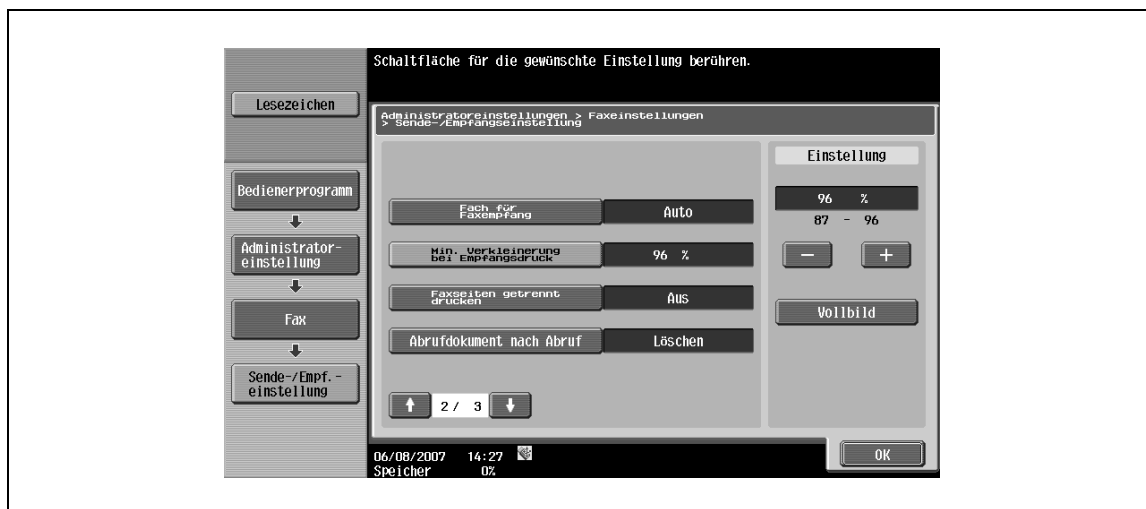 Schaltfläche für die gewünschte Einstellung berühren.
Lesezeichen
Administratoreinstellungen > Faxeinstellungen
> Sende-/Empfangseinstellung
Bedienerprogramm
Administrator-
einstellung
Fax
Sende-/Empf.-
einstellung
Fach für
Faxempfang
Auto
Min. Verkleinerung
bei Empfangsdruck
96 %
Faxseiten getrennt
drucken
Aus
Abrufdokument nach Abruf
Löschen
2/ 3
Einstellung
96 %
87 - 96
− +
Vollbild
06/08/2007 14:27
Speicher 0%
OK